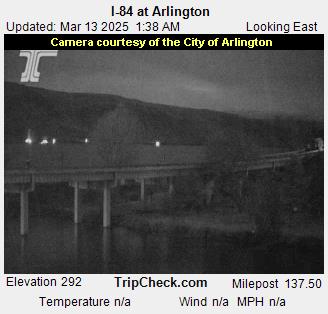 I-84 at Arlington
Updated: Mar 13 2025 1:38 AM Looking East
Camera courtesy of the City of Arlington
Elevation 292 TripCheck.com Milepost 137.50
Temperature n/a Wind n/a MPH n/a